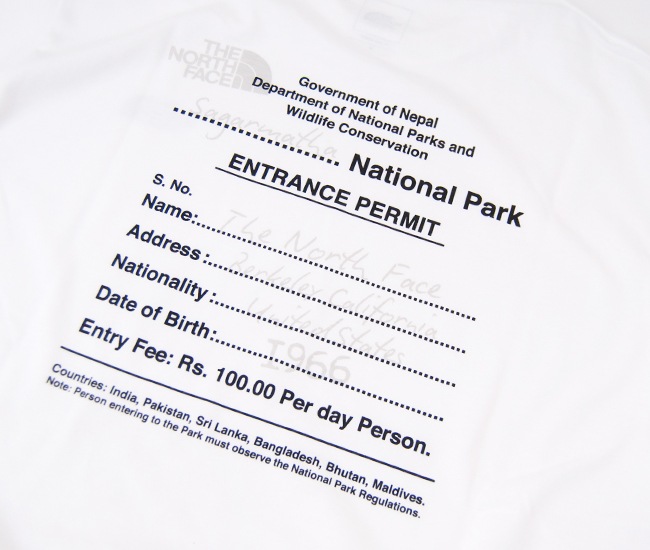 THE
NORTH
FACE
Government of Nepal
Department of National Parks and
Wildlife Conservation
Sagarmatha
.................... National Park
ENTRANCE PERMIT
S. No.
Name:.................... The North Face
Address :.................... Berkeley California
Nationality :.................... United States
Date of Birth:.................... 1966
Entry Fee: Rs. 100.00 Per day Person.
Countries: India, Pakistan, Sri Lanka, Bangladesh, Bhutan, Maldives.
Note: Person entering to the Park must observe the National Park Regulations.